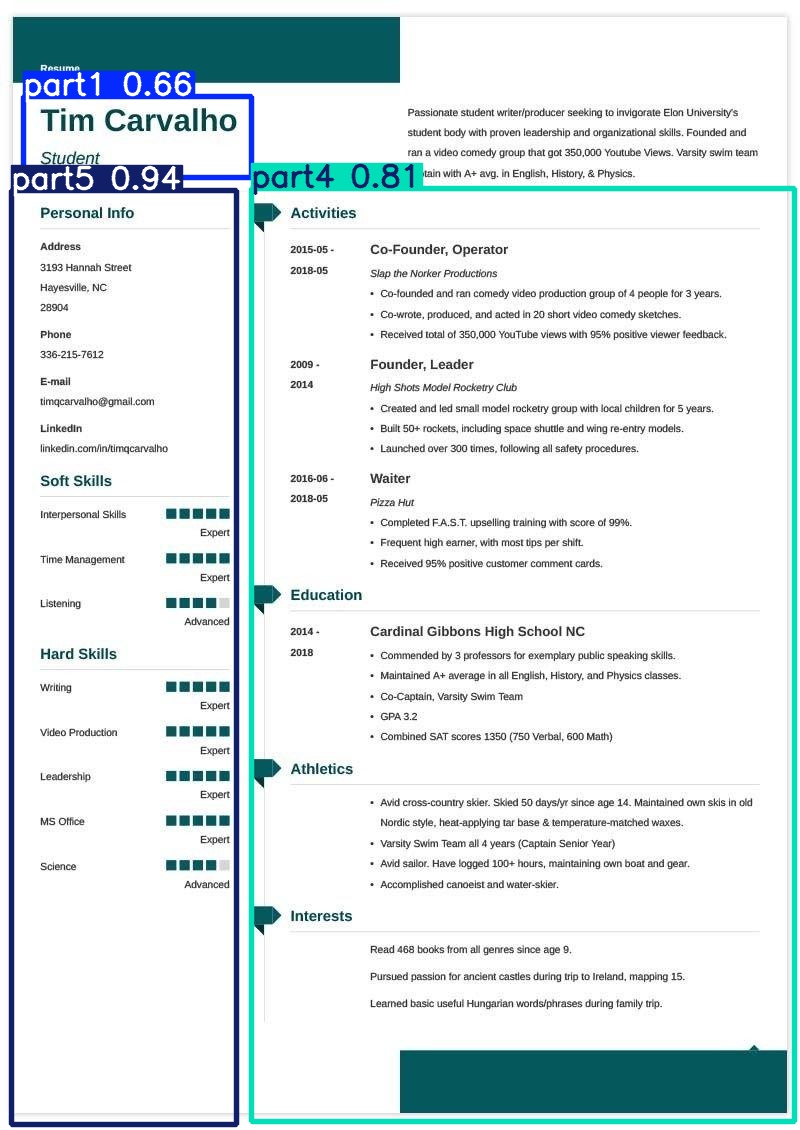 Resume
part1 0.66
Tim Carvalho
Student
Passionate student writer/producer seeking to invigorate Elon University's
student body with proven leadership and organizational skills. Founded and
ran a video comedy group that got 350,000 Youtube Views. Varsity swim team
with A+ avg. in English, History, & Physics.
part5 0.94
Personal Info
Address
3193 Hannah Street
Hayesville, NC
28904
Phone
336-215-7612
E-mail
timqcarvalho@gmail.com
LinkedIn
linkedin.com/in/timqcarvalho
Soft Skills
Interpersonal Skills
Expert
Time Management
Expert
Listening
Advanced
Hard Skills
Writing
Expert
Video Production
Expert
Leadership
Expert
MS Office
Expert
Science
Advanced
part4 0.81
Activities
2015-05 -
2018-05
Co-Founder, Operator
Slap the Norker Productions
• Co-founded and ran comedy video production group of 4 people for 3 years.
• Co-wrote, produced, and acted in 20 short video comedy sketches.
• Received total of 350,000 YouTube views with 95% positive viewer feedback.
2009 -
2014
Founder, Leader
High Shots Model Rocketry Club
• Created and led small model rocketry group with local children for 5 years.
• Built 50+ rockets, including space shuttle and wing re-entry models.
• Launched over 300 times, following all safety procedures.
2016-06 -
2018-05
Waiter
Pizza Hut
• Completed F.A.S.T. upselling training with score of 99%.
• Frequent high earner, with most tips per shift.
• Received 95% positive customer comment cards.
Education
2014 -
2018
Cardinal Gibbons High School NC
• Commended by 3 professors for exemplary public speaking skills.
• Maintained A+ average in all English, History, and Physics classes.
• Co-Captain, Varsity Swim Team
• GPA 3.2
• Combined SAT scores 1350 (750 Verbal, 600 Math)
Athletics
• Avid cross-country skier. Skied 50 days/yr since age 14. Maintained own skis in old
Nordic style, heat-applying tar base & temperature-matched waxes.
• Varsity Swim Team all 4 years (Captain Senior Year)
• Avid sailor. Have logged 100+ hours, maintaining own boat and gear.
• Accomplished canoeist and water-skier.
Interests
Read 468 books from all genres since age 9.
Pursued passion for ancient castles during trip to Ireland, mapping 15.
Learned basic useful Hungarian words/phrases during family trip.